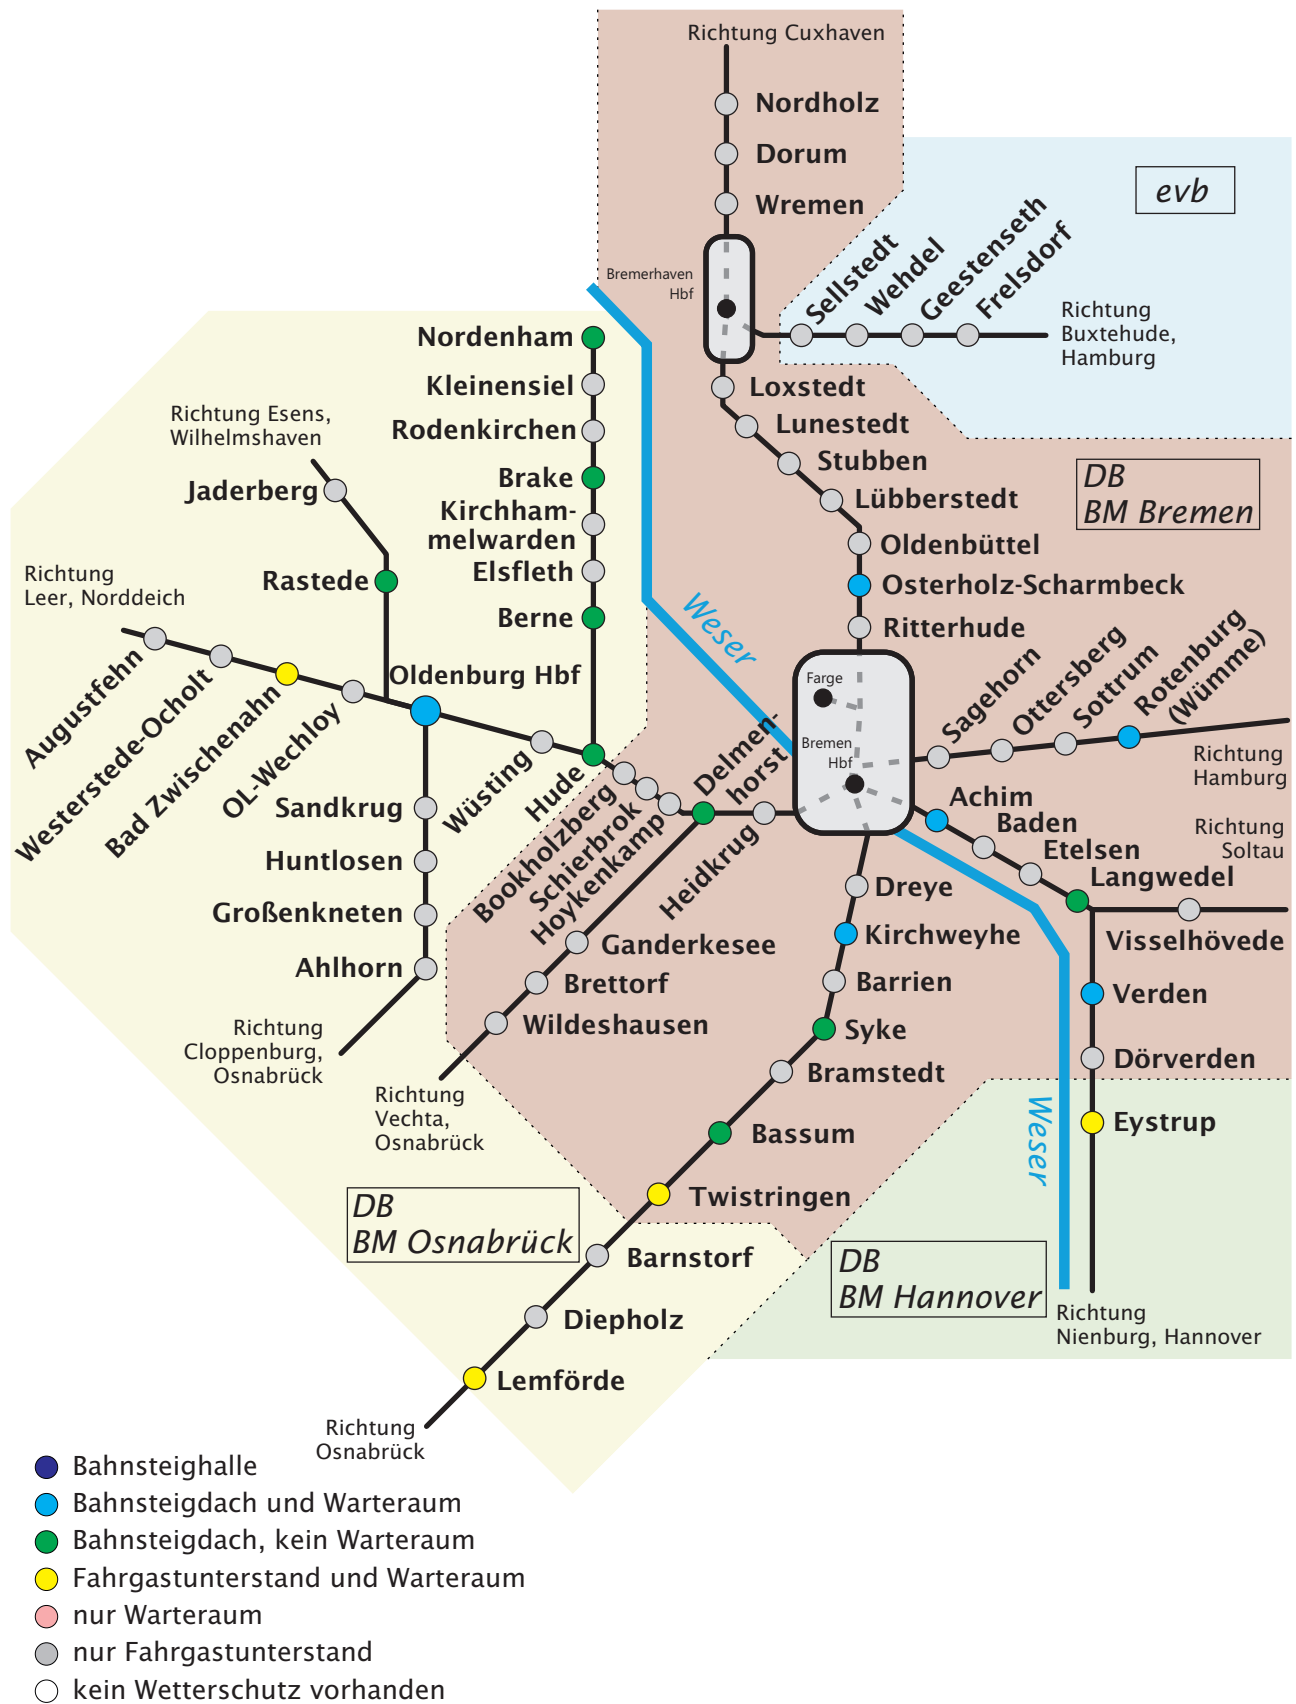 Richtung Cuxhaven
Nordholz
Dorum
Wremen
evb
Bremerhaven
Hbf
Sellstedt
Wehdel
Geestenseth
Frelsdorf
Richtung
Buxtehude,
Hamburg
Nordenham
Kleinensiel
Rodenkirchen
Brake
Kirchham-
melwarden
Elsfleth
Berne
Richtung Esens,
Wilhelmshaven
Jaderberg
Rastede
Richtung
Leer, Norddeich
Loxstedt
Lunestedt
Stubben
Lübberstedt
Oldenbüttel
Osterholz-Scharmbeck
Ritterhude
DB
BM Bremen
Weser
Augustfehn
Westerstede-Ocholt
Bad Zwischenahn
OL-Wechloy
Oldenburg Hbf
Wüsting
Hude
Bookholzberg
Schierbrok
Hoykenkamp
Delmen-
horst
Heidkrug
Farge
Bremen
Hbf
Sagehorn
Ottersberg
Sottrum
Rotenburg
(Wümme)
Richtung
Hamburg
Achim
Baden
Etelsen
Langwedel
Richtung
Soltau
Visselhövede
Verden
Dörverden
Eystrup
Sandkrug
Huntlosen
Großenkneten
Ahlhorn
Richtung
Cloppenburg,
Osnabrück
Ganderkesee
Brettorf
Wildeshausen
Richtung
Vechta,
Osnabrück
Dreye
Kirchweyhe
Barrien
Syke
Bramstedt
Bassum
Twistringen
Barnstorf
Diepholz
Lemförde
Weser
DB
BM Osnabrück
DB
BM Hannover
Richtung
Nienburg, Hannover
Richtung
Osnabrück
Bahnsteighalle
Bahnsteigdach und Warteraum
Bahnsteigdach, kein Warteraum
Fahrgastunterstand und Warteraum
nur Warteraum
nur Fahrgastunterstand
kein Wetterschutz vorhanden